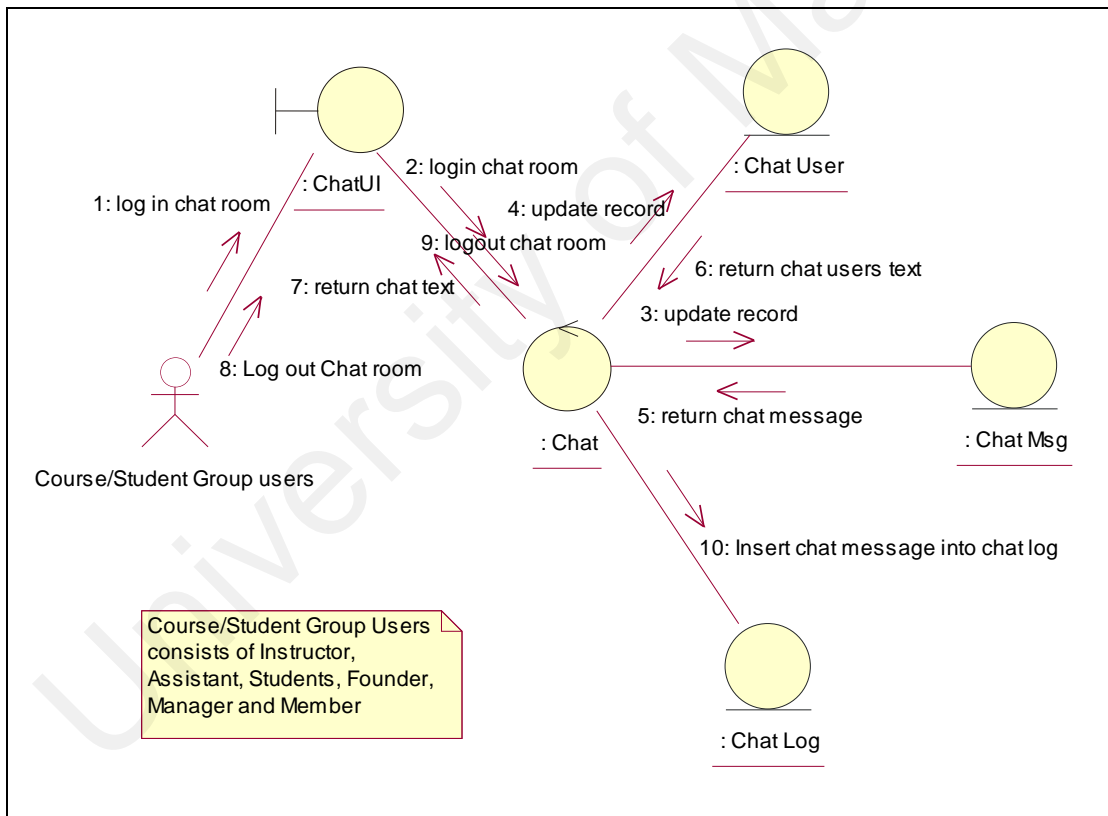 2: login chat room
: Chat User
: ChatUI
1: log in chat room
4: update record
9: logout chat room
6: return chat users text
7: return chat text
3: update record
8: Log out Chat room
5: return chat message
: Chat
: Chat Msg
Course/Student Group users
10: Insert chat message into chat log
Course/Student Group Users
consists of Instructor,
Assistant, Students, Founder,
Manager and Member
: Chat Log
University of Ma